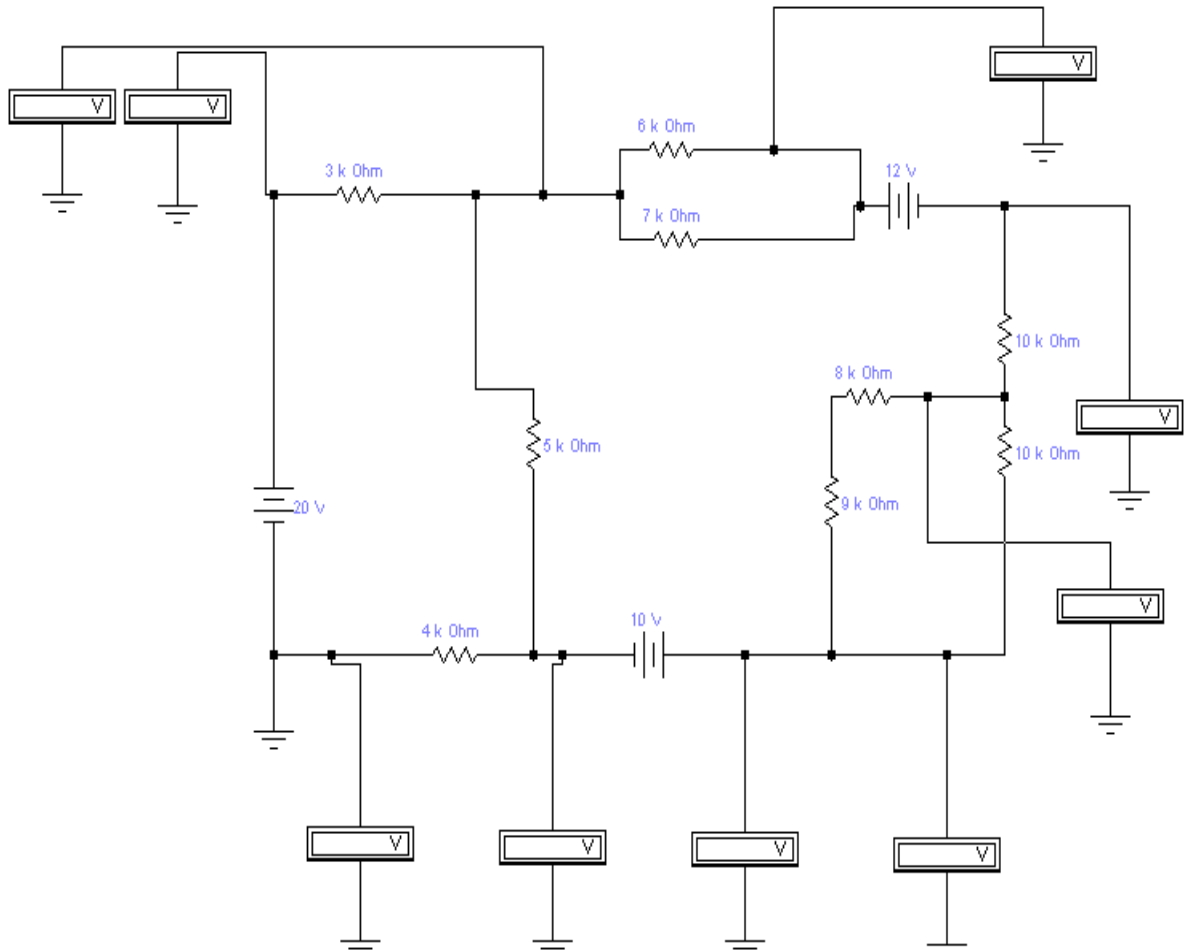 V
V
V
6 k Ohm
3 k Ohm
12 V
7 k Ohm
10 k Ohm
8 k Ohm
V
5 k Ohm
10 k Ohm
20 V
9 k Ohm
V
4 k Ohm
10 V
V
V
V
V